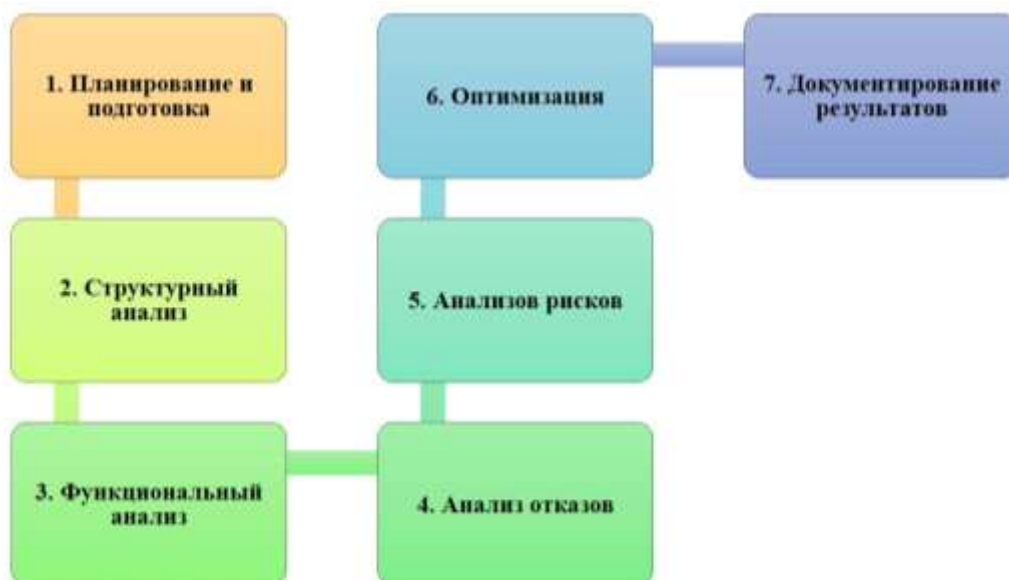 1. Планирование и
подготовка
2. Структурный
анализ
3. Функциональный
анализ
4. Анализ отказов
5. Анализов рисков
6. Оптимизация
7. Документирование
результатов